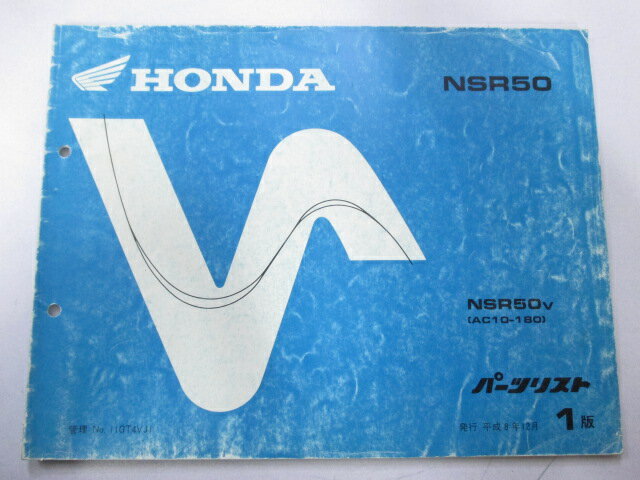 HONDA
NSR50
NSR50V
(AC10-180)
パーツリスト
管理 No. 11GT4VJ1
発行 平成8年12月
1版